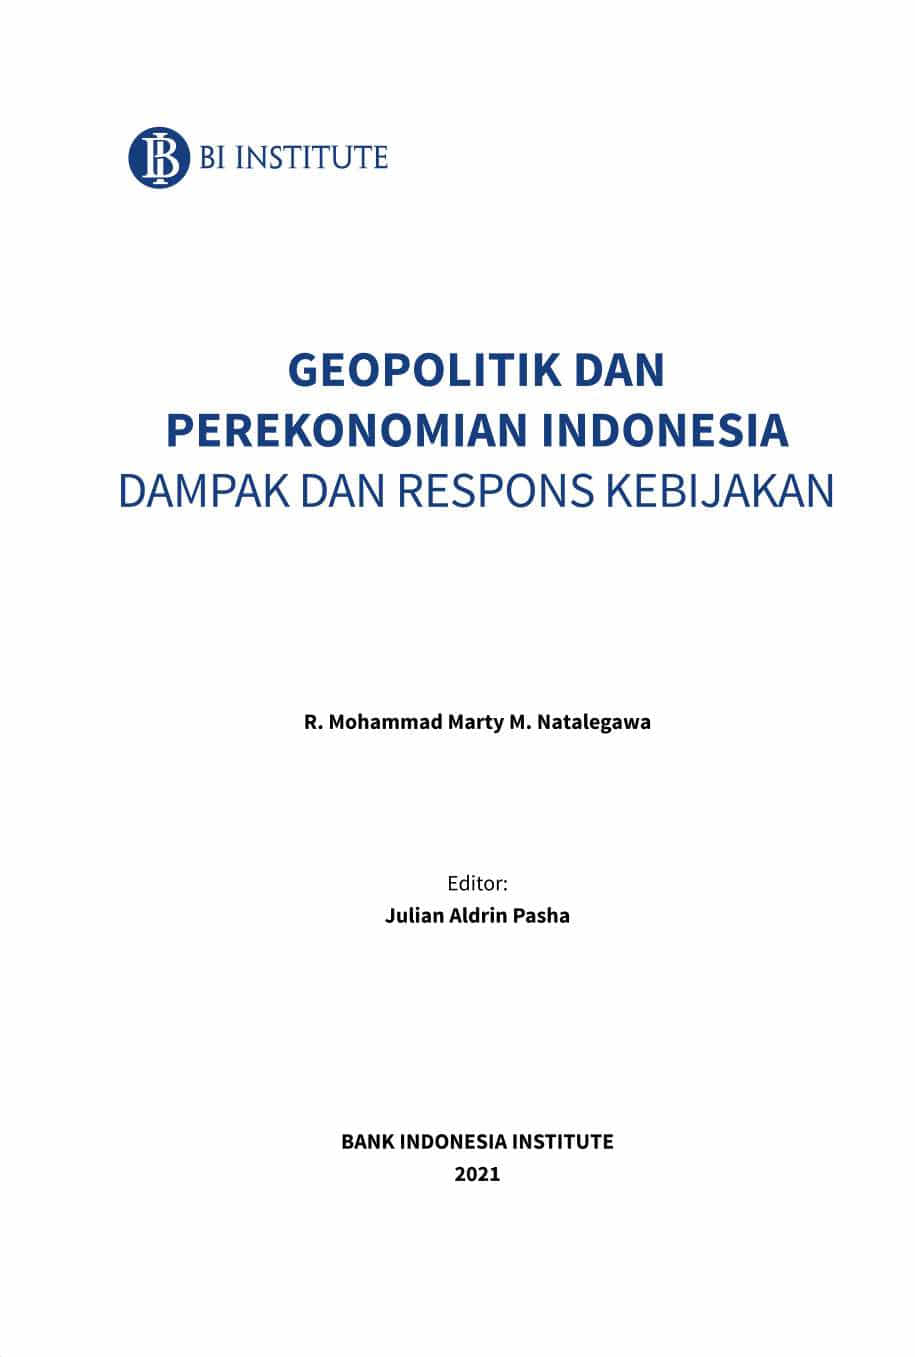 BI INSTITUTE
GEOPOLITIK DAN
PEREKONOMIAN INDONESIA
DAMPAK DAN RESPONS KEBIJAKAN
R. Mohammad Marty M. Natalegawa
Editor:
Julian Aldrin Pasha
BANK INDONESIA INSTITUTE
2021